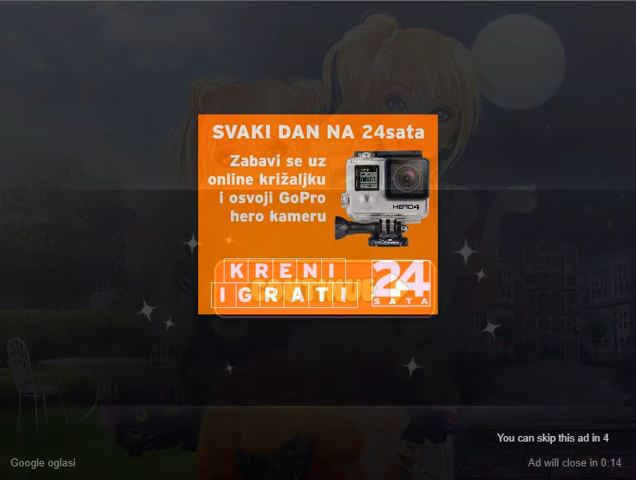 SVAKI DAN NA 24sata
Zabavi se uz
online križaljku
i osvoji GoPro
hero kameru
HERO4
KRENI
IGRATI
24
SATA
You can skip this ad in 4
Google oglasi
Ad will close in 0:14